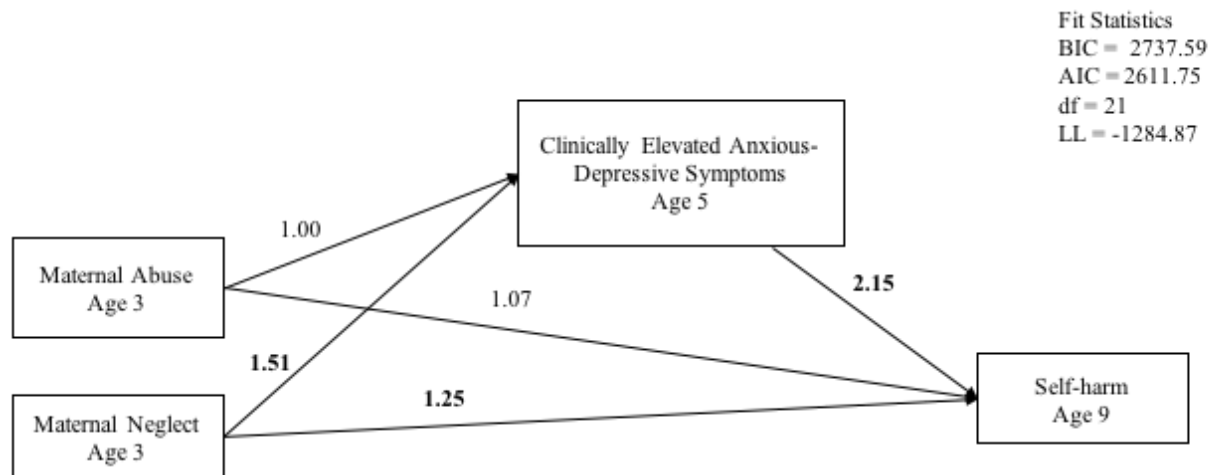 Fit Statistics
BIC = 2737.59
AIC = 2611.75
df = 21
LL = -1284.87
Clinically Elevated Anxious-
Depressive Symptoms
Age 5
1.00
Maternal Abuse
Age 3
1.07
2.15
1.51
1.25
Maternal Neglect
Age 3
Self-harm
Age 9